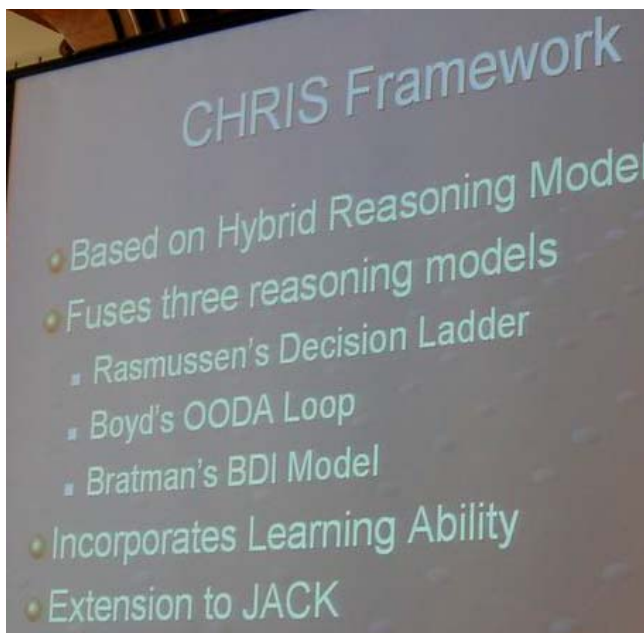 CHRIS Framework
Based on Hybrid Reasoning Model
Fuses three reasoning models
Rasmussen's Decision Ladder
Boyd's OODA Loop
Bratman's BDI Model
Incorporates Learning Ability
Extension to JACK